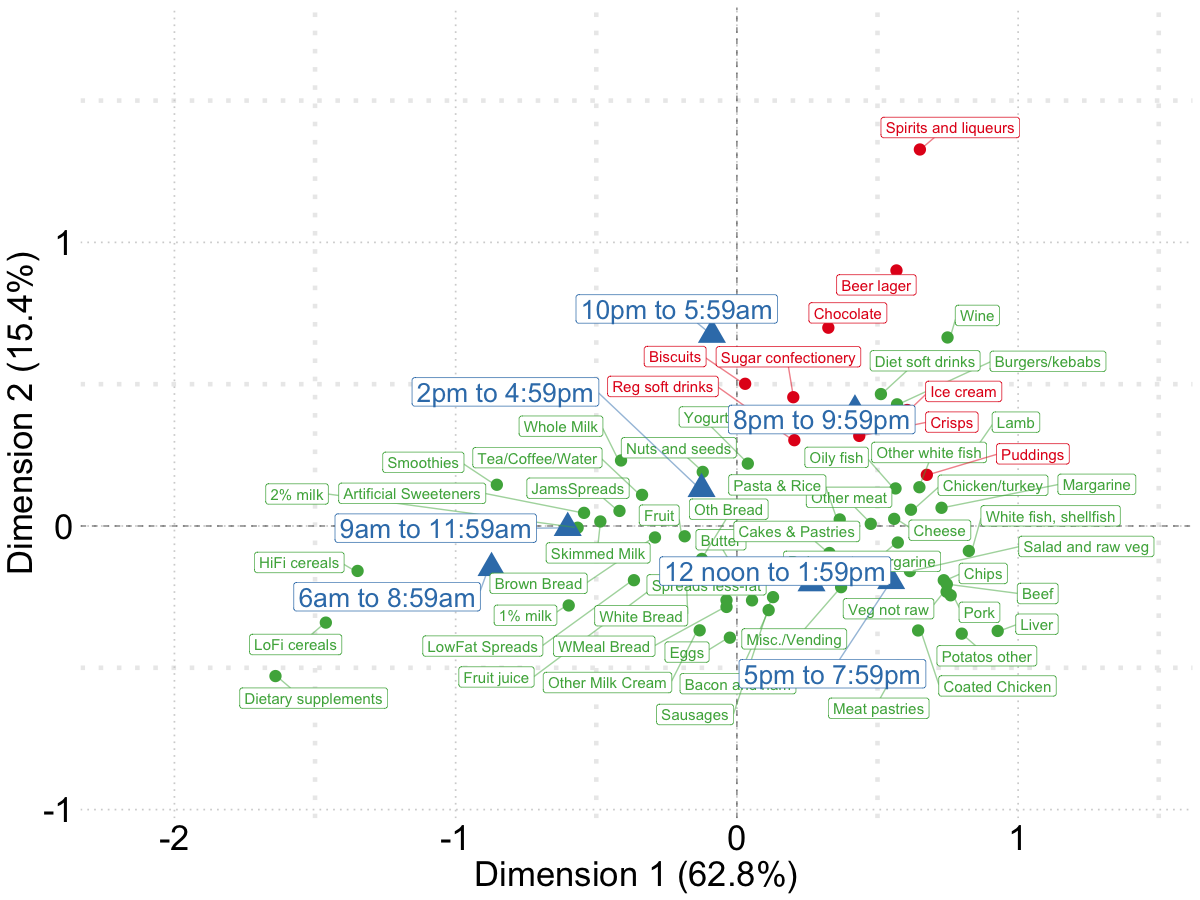 Spirits and liqueurs
1
Beer lager
10pm to 5:59am
Chocolate
Wine
Biscuits
Sugar confectionery
Diet soft drinks
Burgers/kebabs
2pm to 4:59pm
Reg soft drinks
Ice cream
Yogurt
8pm to 9:59pm
Crisps
Lamb
Whole Milk
Nuts and seeds
Oily fish
Other white fish
Puddings
Smoothies
Tea/Coffee/Water
2% milk
Artificial Sweeteners
JamsSpreads
Pasta & Rice
Other meat
Chicken/turkey
Margarine
Fruit
Oth Bread
White fish, shellfish
0
9am to 11:59am
Butter
Cakes & Pastries
Cheese
Skimmed Milk
Salad and raw veg
HiFi cereals
12 noon to 1:59pm
Chips
Brown Bread
Spreads less-fat
6am to 8:59am
Beef
1% milk
White Bread
Veg not raw
Pork
Liver
LoFi cereals
LowFat Spreads
WMeal Bread
Misc./Vending
Eggs
Potatos other
Fruit juice
Other Milk Cream
Bacon and Ham
5pm to 7:59pm
Coated Chicken
Dietary supplements
Sausages
Meat pastries
-1
-2
-1
0
1
Dimension 1 (62.8%)
Dimension 2 (15.4%)